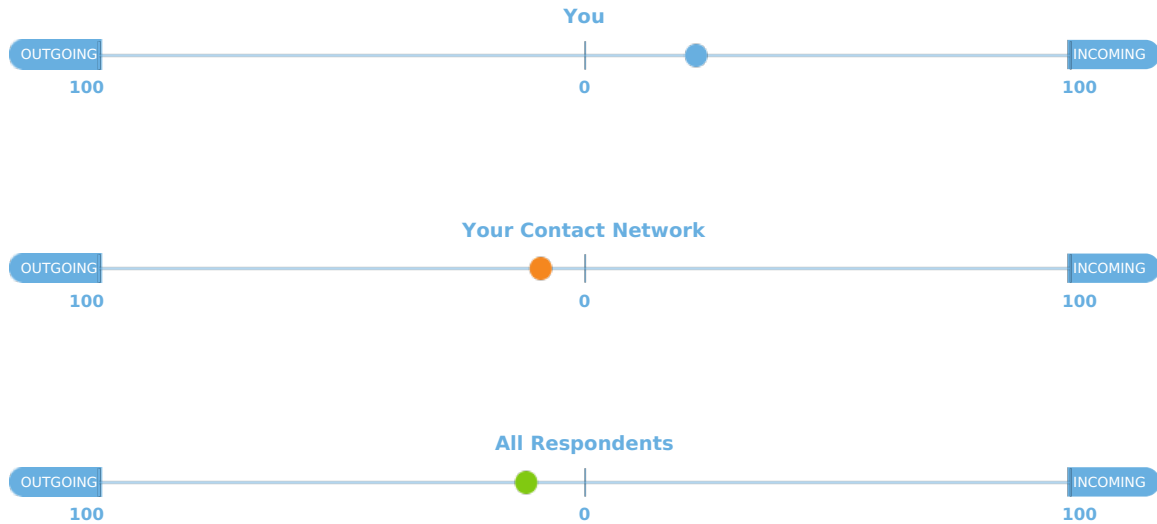 You
OUTGOING INCOMING
100 0 100
Your Contact Network
OUTGOING INCOMING
100 0 100
All Respondents
OUTGOING INCOMING
100 0 100